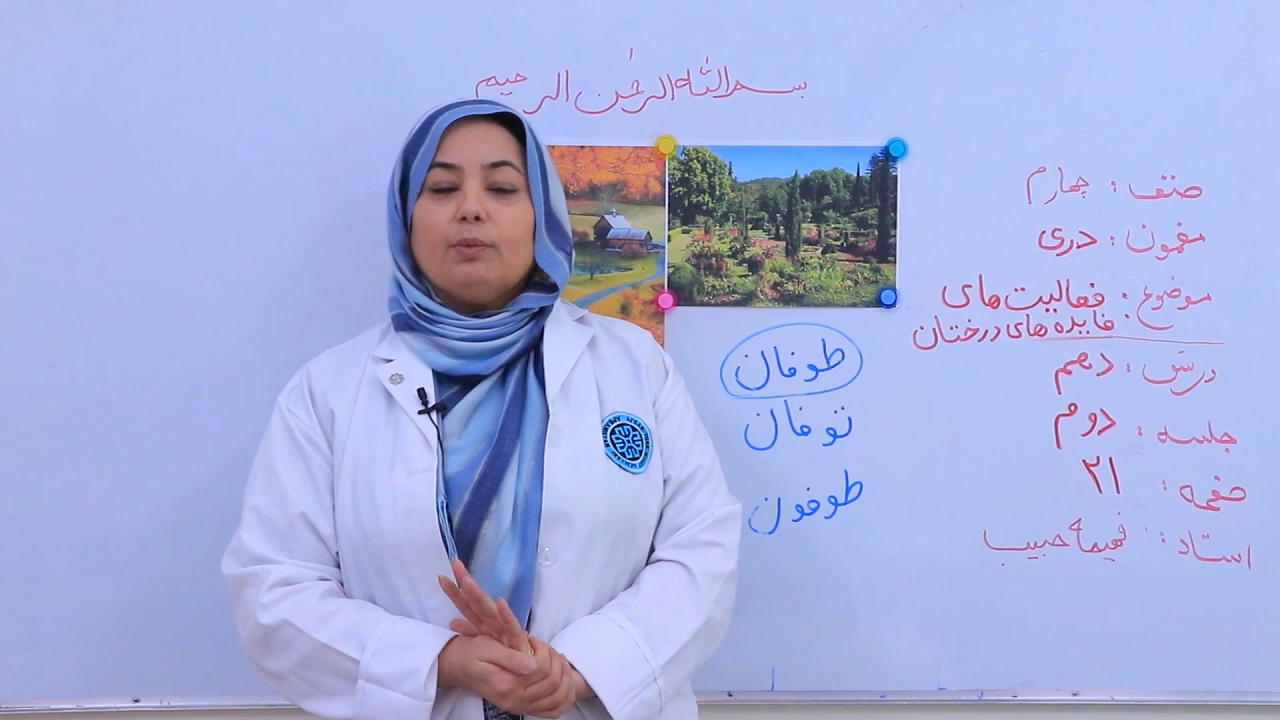 بسم الله الرحمن الرحیم
صنف: چهارم
مضمون: دری
موضوع: فعالیت های
فایده های درختان
درس: دهم
جلسه: دوم
صفحه: ۲۱
استاد: فهیمه حبیب
طوفان
توفان
طوفون